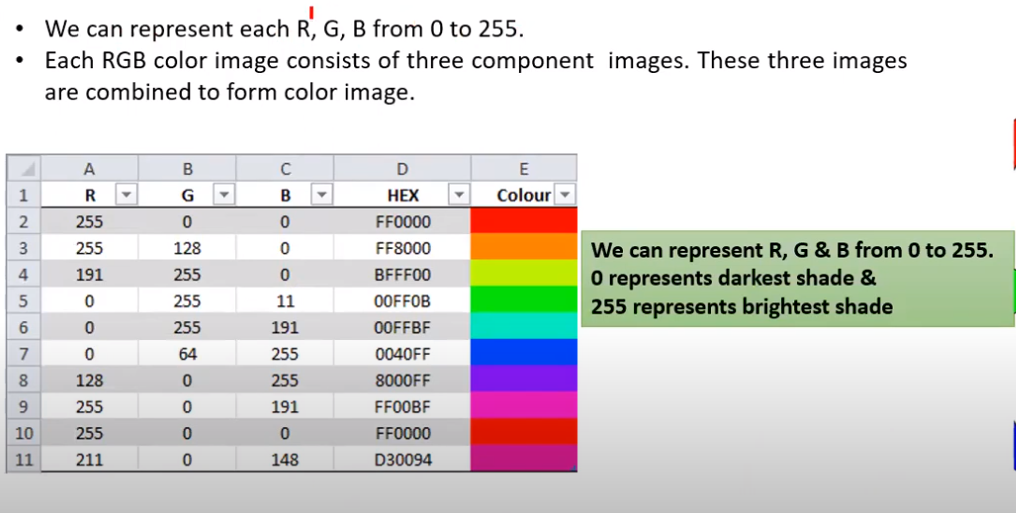 • We can represent each R, G, B from 0 to 255.
• Each RGB color image consists of three component images. These three images
are combined to form color image.
A B C D E
1 R G B HEX Colour
2 255 0 0 FF0000
3 255 128 0 FF8000
4 191 255 0 BFFF00
5 0 255 11 00FF0B
6 0 255 191 00FFBF
7 0 64 255 0040FF
8 128 0 255 8000FF
9 255 0 191 FF00BF
10 255 0 0 FF0000
11 211 0 148 D30094
We can represent R, G & B from 0 to 255.
0 represents darkest shade &
255 represents brightest shade